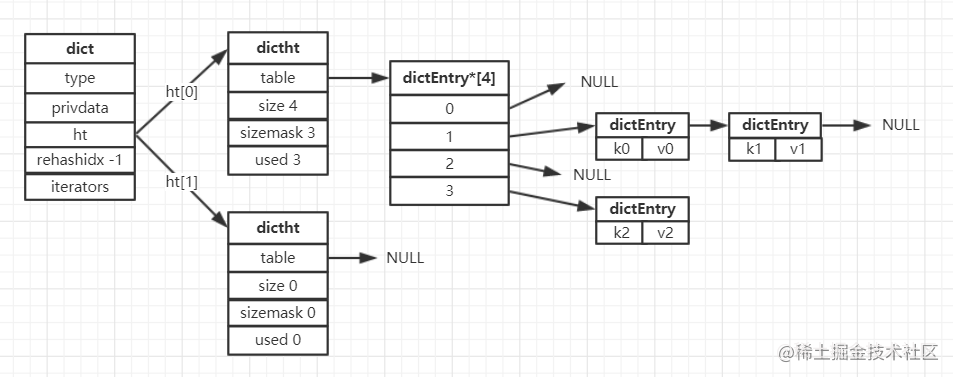 dict
type
privdata
ht
rehashidx -1
iterators
ht[0]
ht[1]
dictht
table
size 4
sizemask 3
used 3
dictht
table
size 0
sizemask 0
used 0
NULL
dictEntry*[4]
0
1
2
3
NULL
dictEntry
k0 v0
dictEntry
k1 v1
NULL
NULL
dictEntry
k2 v2
@稀土掘金技术社区